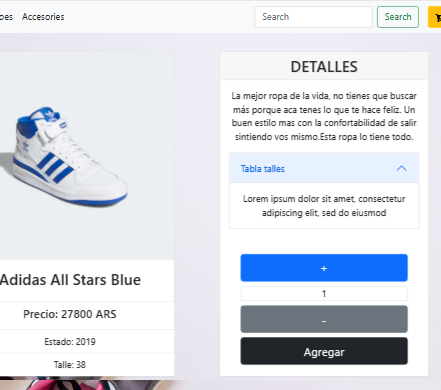 Accesories
Search
Search
DETALLES
La mejor ropa de la vida, no tienes que buscar
más porque aca tenes lo que te hace feliz. Un
buen estilo mas con la confortabilidad de salir
sintiendo vos mismo.Esta ropa lo tiene todo.
Tabla talles
Lorem ipsum dolor sit amet, consectetur
adipiscing elit, sed do eiusmod
+
1
-
Agregar
Adidas All Stars Blue
Precio: 27800 ARS
Estado: 2019
Talle: 38